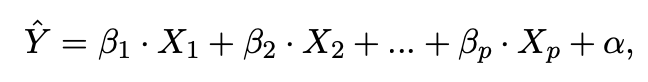 Ŷ = β₁ · X₁ + β₂ · X₂ + ... + βₚ · Xₚ + α,